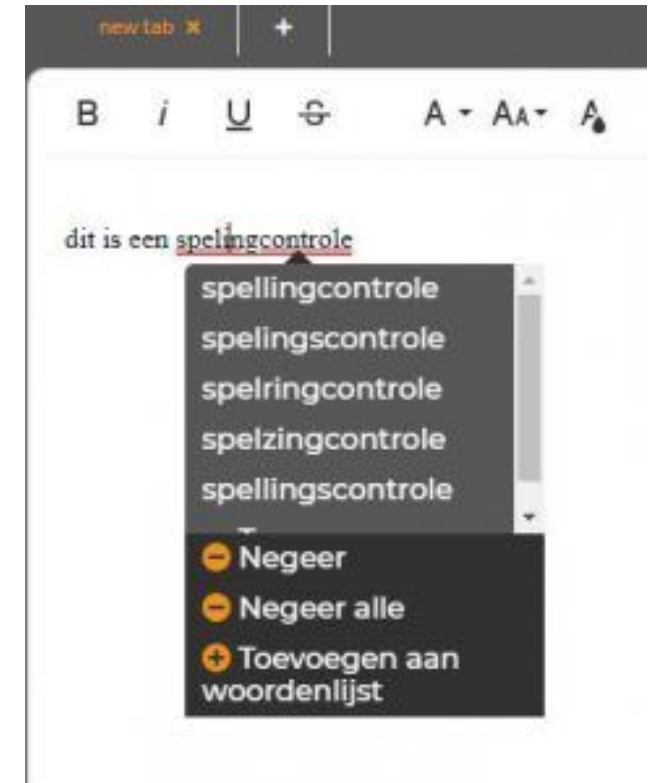 new tab ✖ +
B i U S A AA A
dit is een spelingcontrole
spellingcontrole
spelingscontrole
spelringcontrole
spelzingcontrole
spellingscontrole
Negeer
Negeer alle
Toevoegen aan
woordenlijst